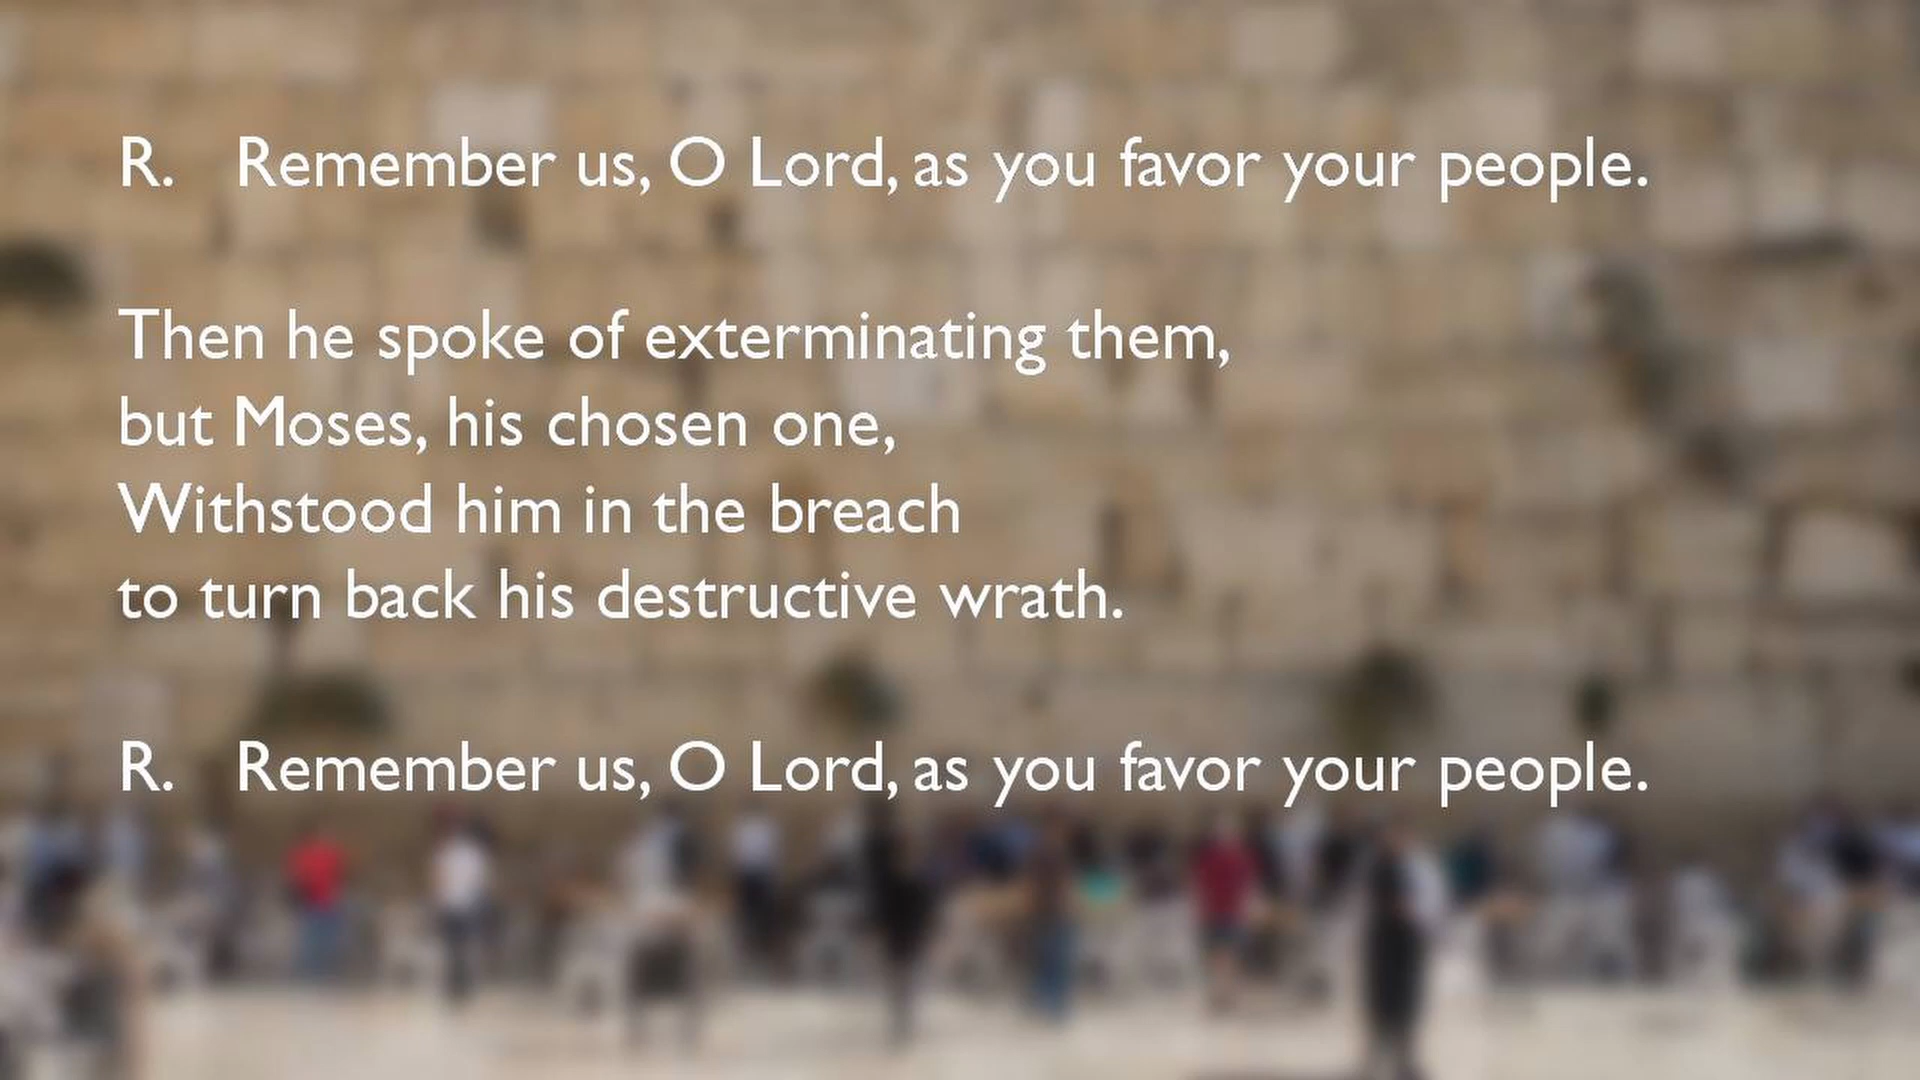 R. Remember us, O Lord, as you favor your people.
Then he spoke of exterminating them,
but Moses, his chosen one,
Withstood him in the breach
to turn back his destructive wrath.
R. Remember us, O Lord, as you favor your people.